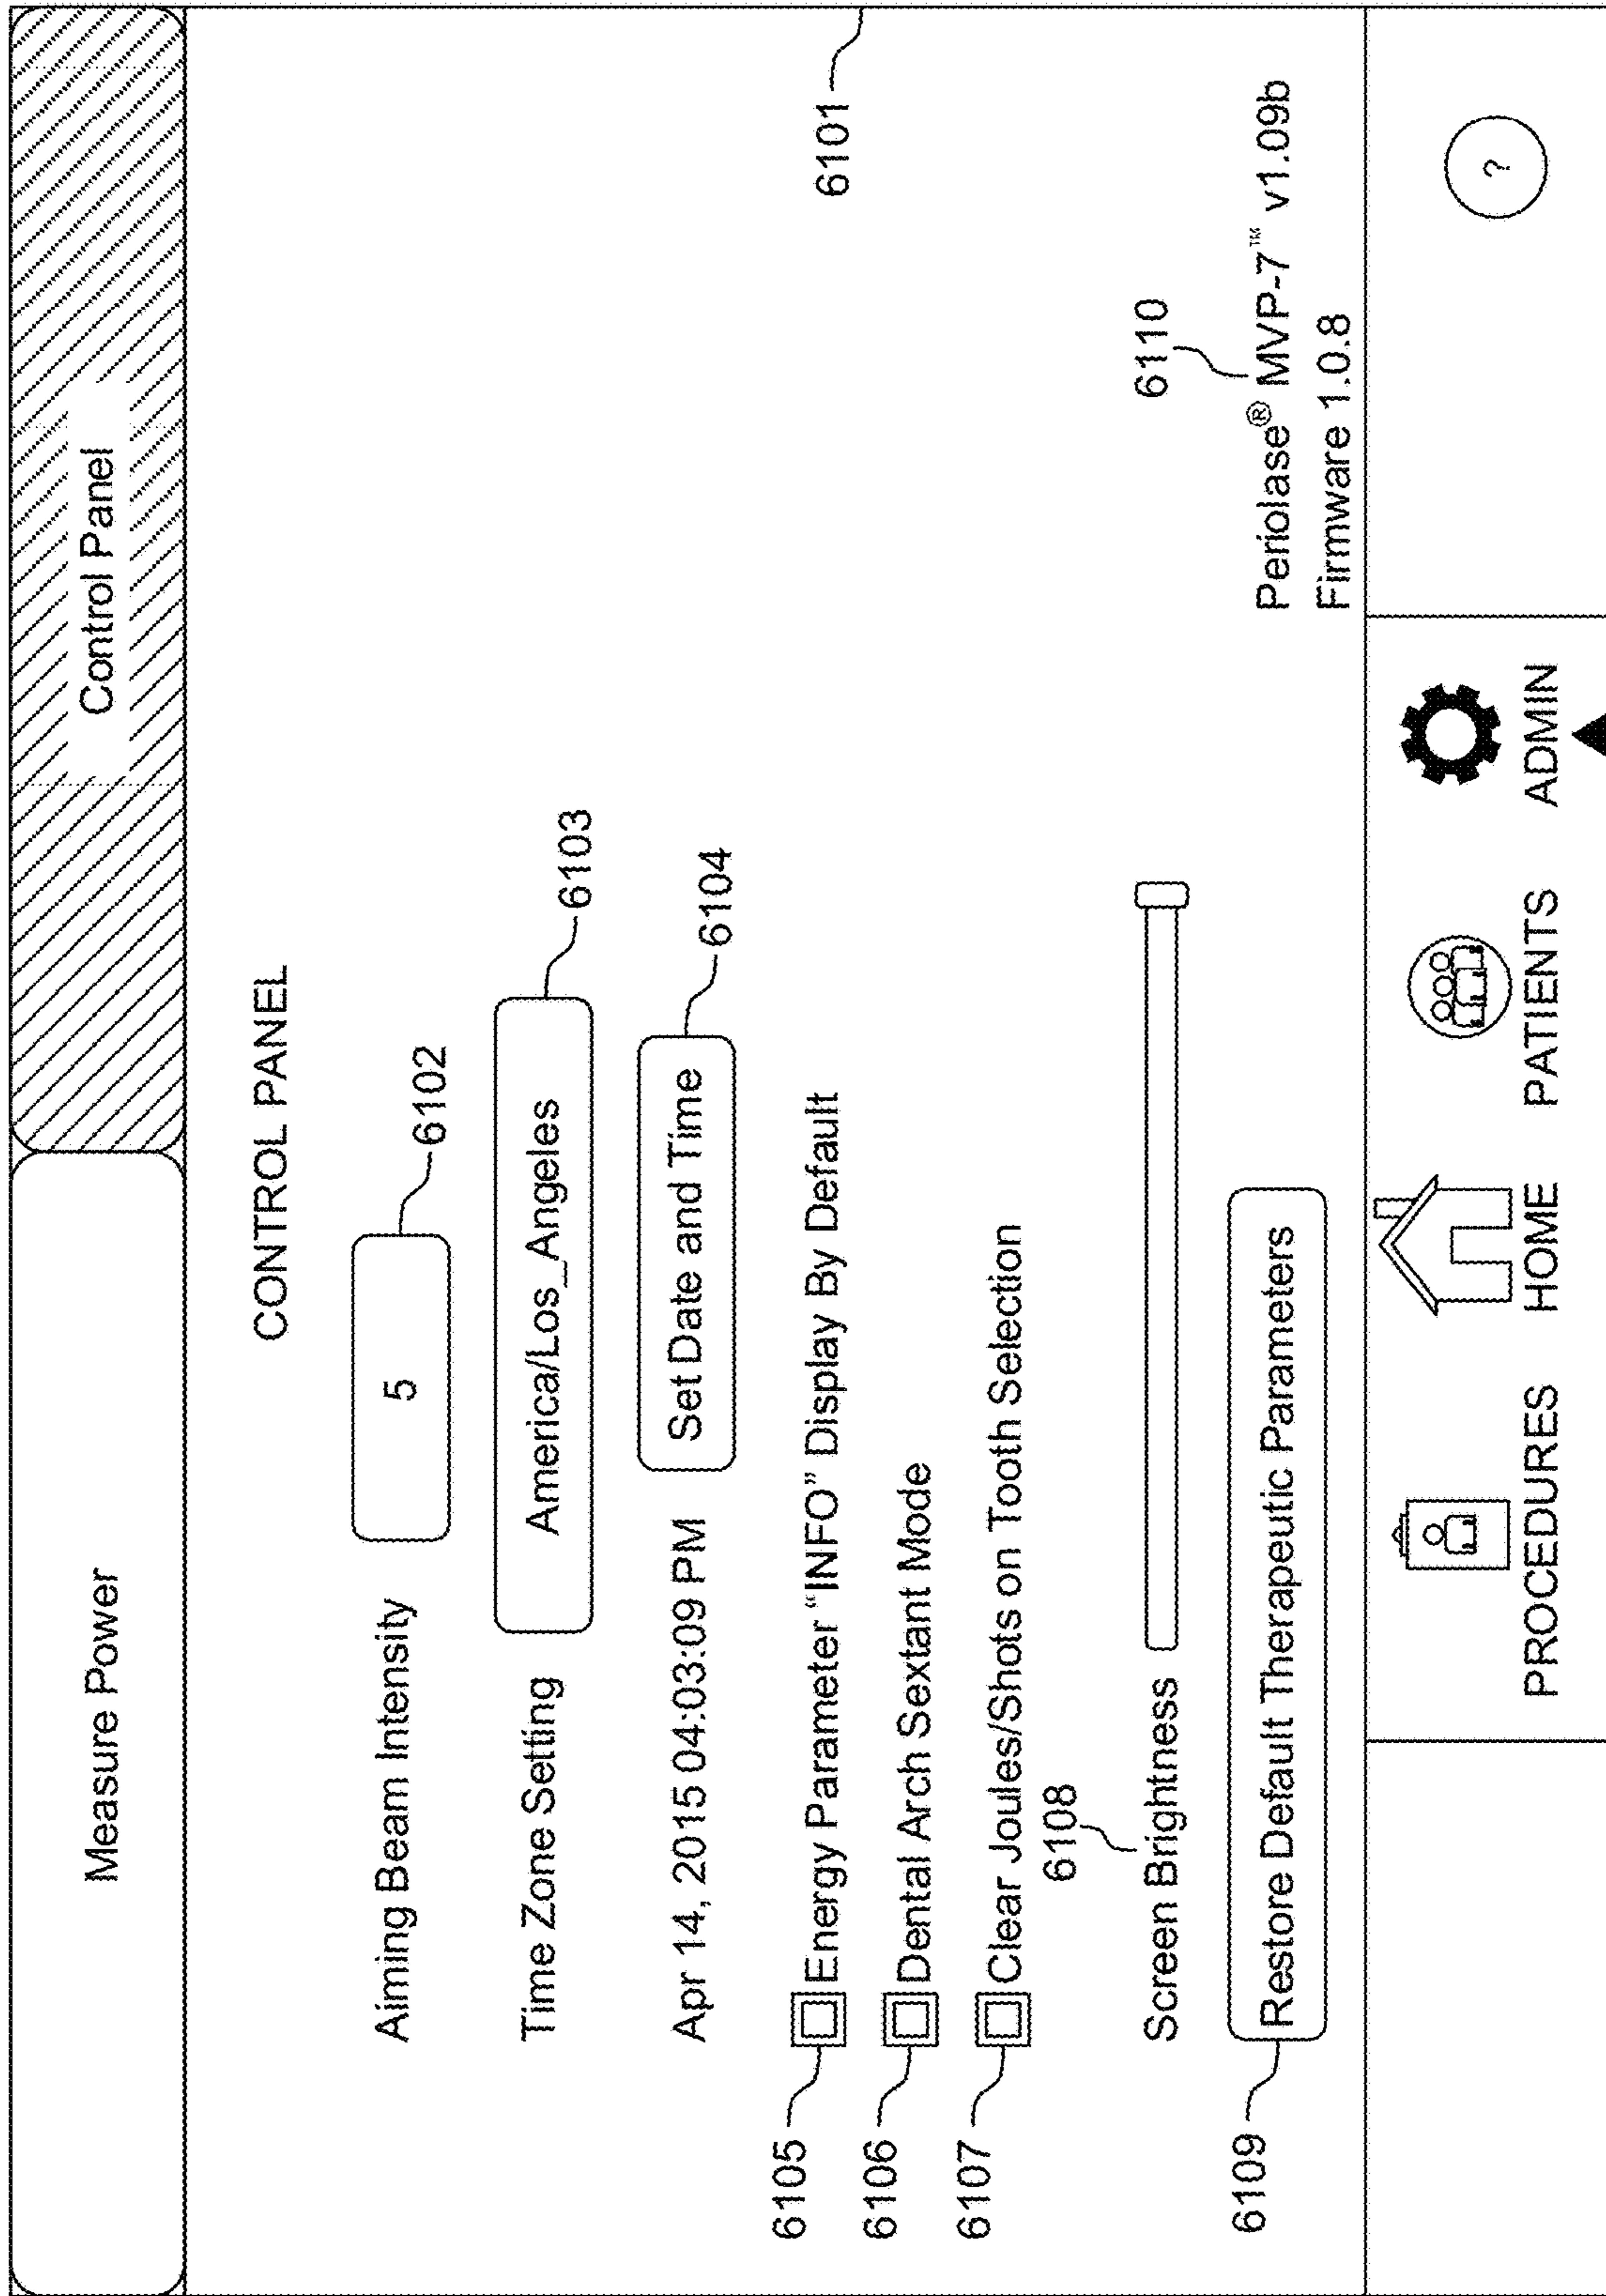 Measure Power
Control Panel
CONTROL PANEL
Aiming Beam Intensity 5 6102
Time Zone Setting America/Los_Angeles 6103
Apr 14, 2015 04:03:09 PM Set Date and Time 6104
6105 Energy Parameter “INFO” Display By Default
6101
6106 Dental Arch Sextant Mode
6107 Clear Joules/Shots on Tooth Selection
6108
Screen Brightness
6110
6109 Restore Default Therapeutic Parameters
Periolase® MVP-7™ v1.09b
Firmware 1.0.8
PROCEDURES HOME PATIENTS ADMIN
?